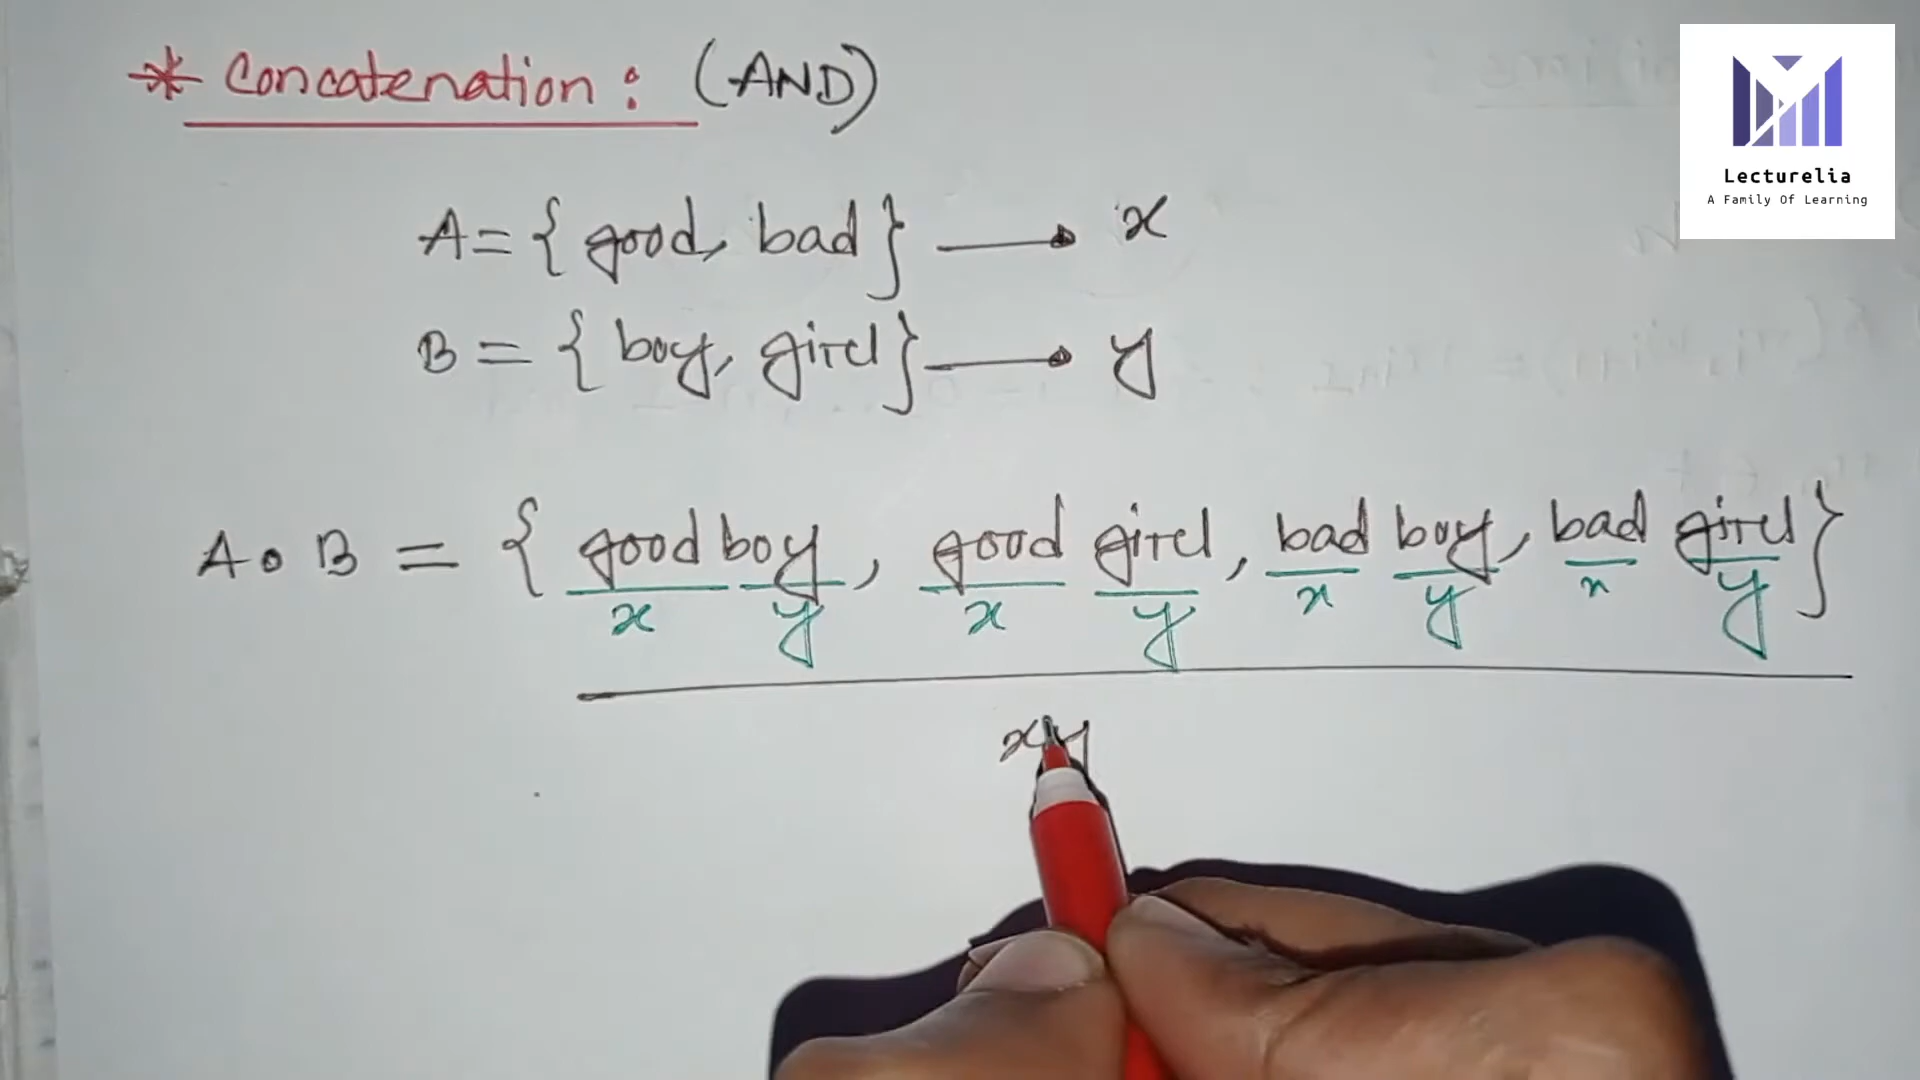 * Concatenation : (AND)
Lecturelia
A Family Of Learning
A = { good, bad } → x
B = { boy, girl } → y
A ∘ B = { good boy , good girl , bad boy , bad girl }
x y x y x y x y
xy